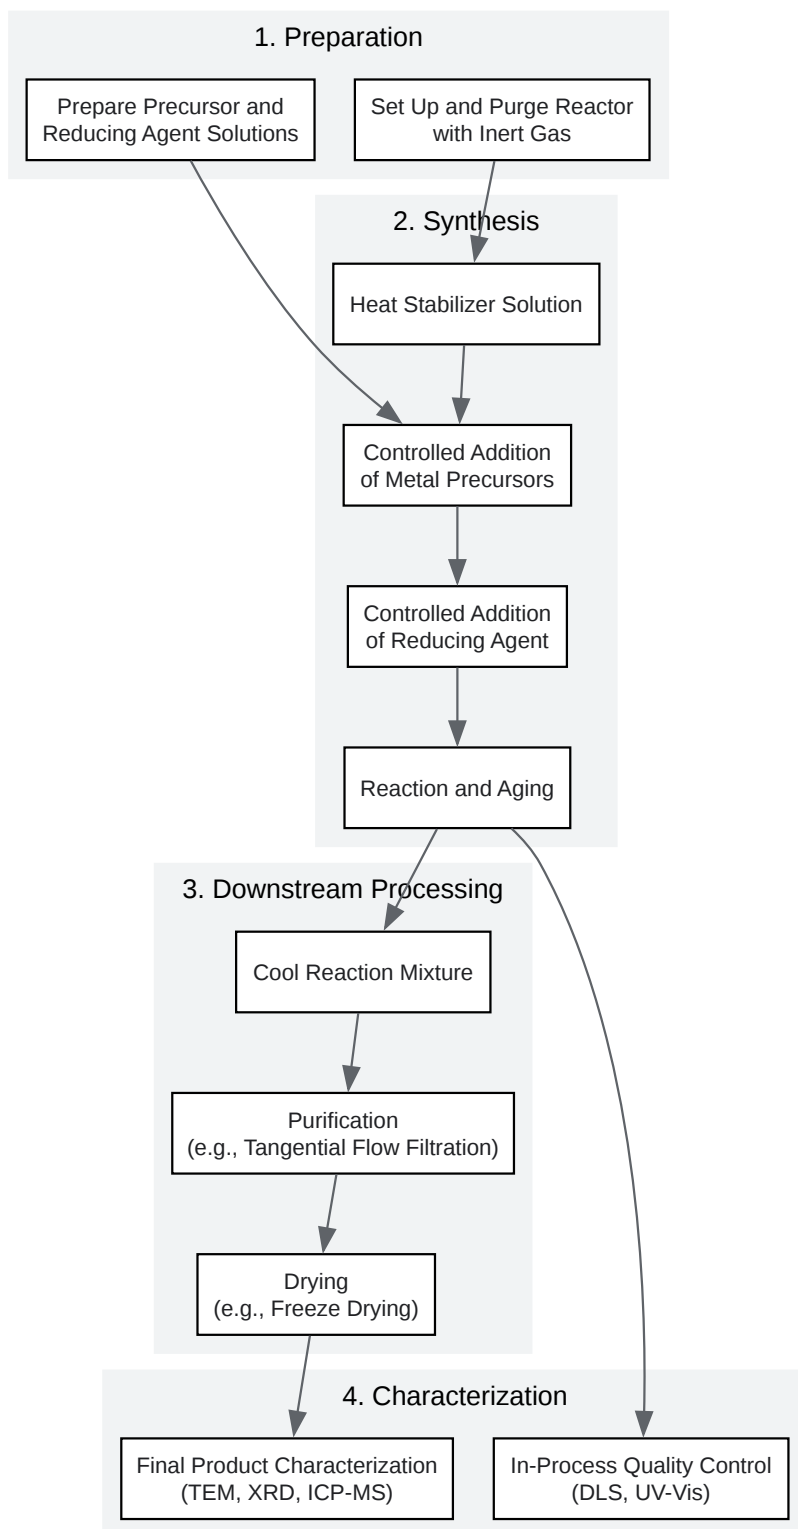 1. Preparation
Prepare Precursor and
Reducing Agent Solutions
Set Up and Purge Reactor
with Inert Gas
2. Synthesis
Heat Stabilizer Solution
Controlled Addition
of Metal Precursors
Controlled Addition
of Reducing Agent
Reaction and Aging
3. Downstream Processing
Cool Reaction Mixture
Purification
(e.g., Tangential Flow Filtration)
Drying
(e.g., Freeze Drying)
4. Characterization
Final Product Characterization
(TEM, XRD, ICP-MS)
In-Process Quality Control
(DLS, UV-Vis)